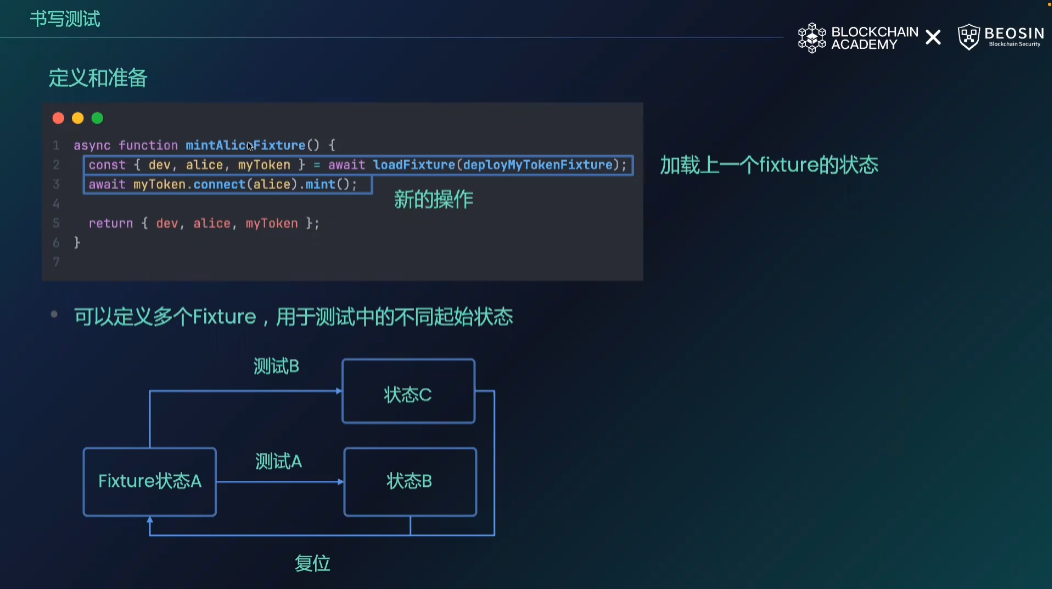 书写测试
BLOCKCHAIN
ACADEMY
BEOSIN
Blockchain Security
定义和准备
1 async function mintAliceFixture() {
2 const { dev, alice, myToken } = await loadFixture(deployMyTokenFixture);
加载上一个fixture的状态
3 await myToken.connect(alice).mint();
新的操作
4
5 return { dev, alice, myToken };
6 }
7
可以定义多个Fixture，用于测试中的不同起始状态
测试B
状态C
测试A
Fixture状态A
状态B
复位